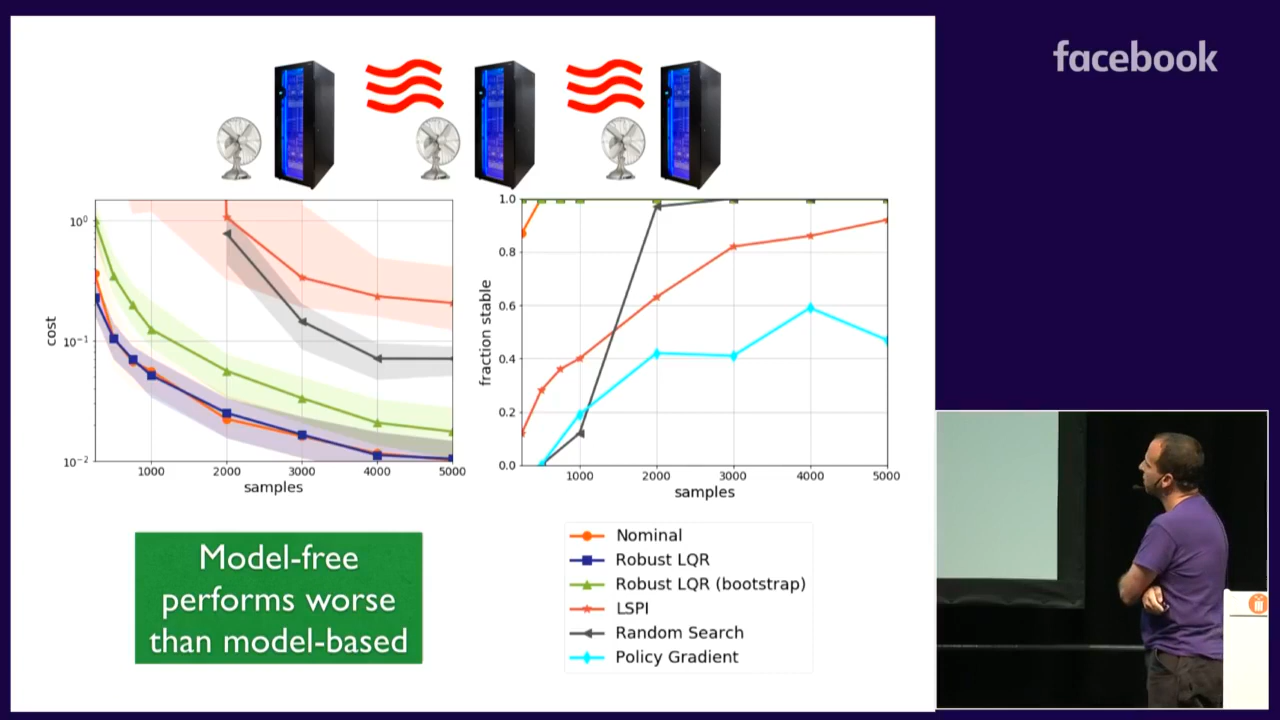 facebook
10⁰
10⁻¹
10⁻²
cost
1000 2000 3000 4000 5000
samples
1.0
0.8
0.6
0.4
0.2
0.0
fraction stable
1000 2000 3000 4000 5000
samples
Model-free
performs worse
than model-based
Nominal
Robust LQR
Robust LQR (bootstrap)
LSPI
Random Search
Policy Gradient